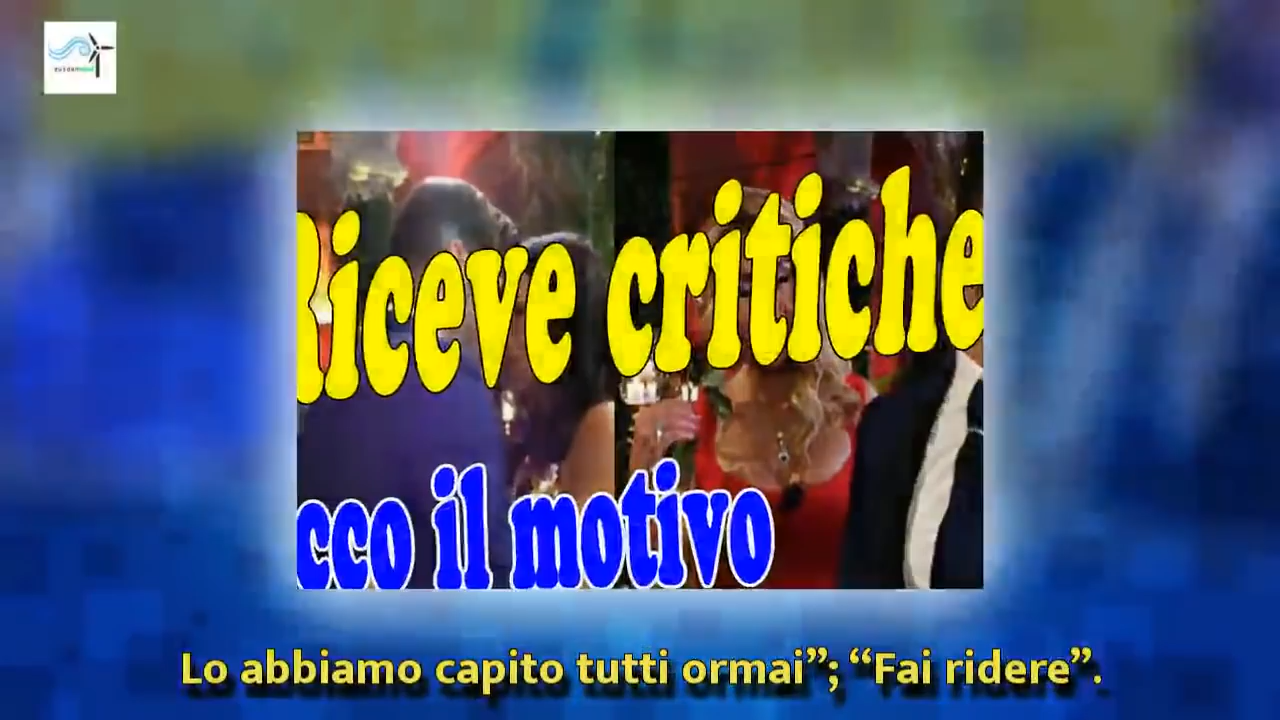 Riceve critiche
cco il motivo
Lo abbiamo capito tutti ormai”; “Fai ridere”.